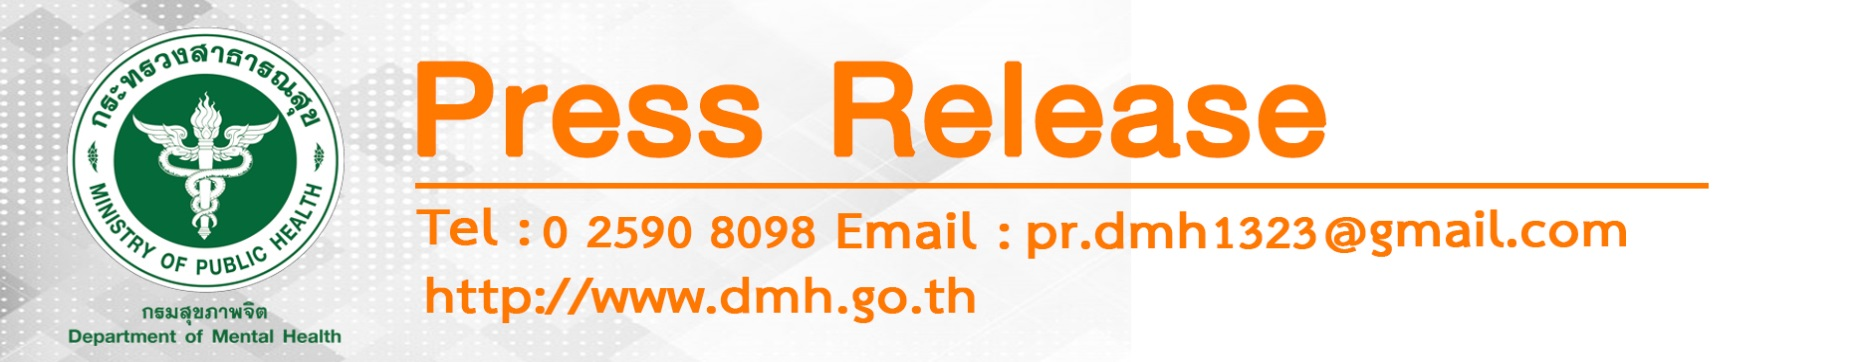 กระทรวงสาธารณสุข
MINISTRY OF PUBLIC HEALTH
กรมสุขภาพจิต
Department of Mental Health
Press Release
Tel : 0 2590 8098 Email : pr.dmh1323@gmail.com
http://www.dmh.go.th